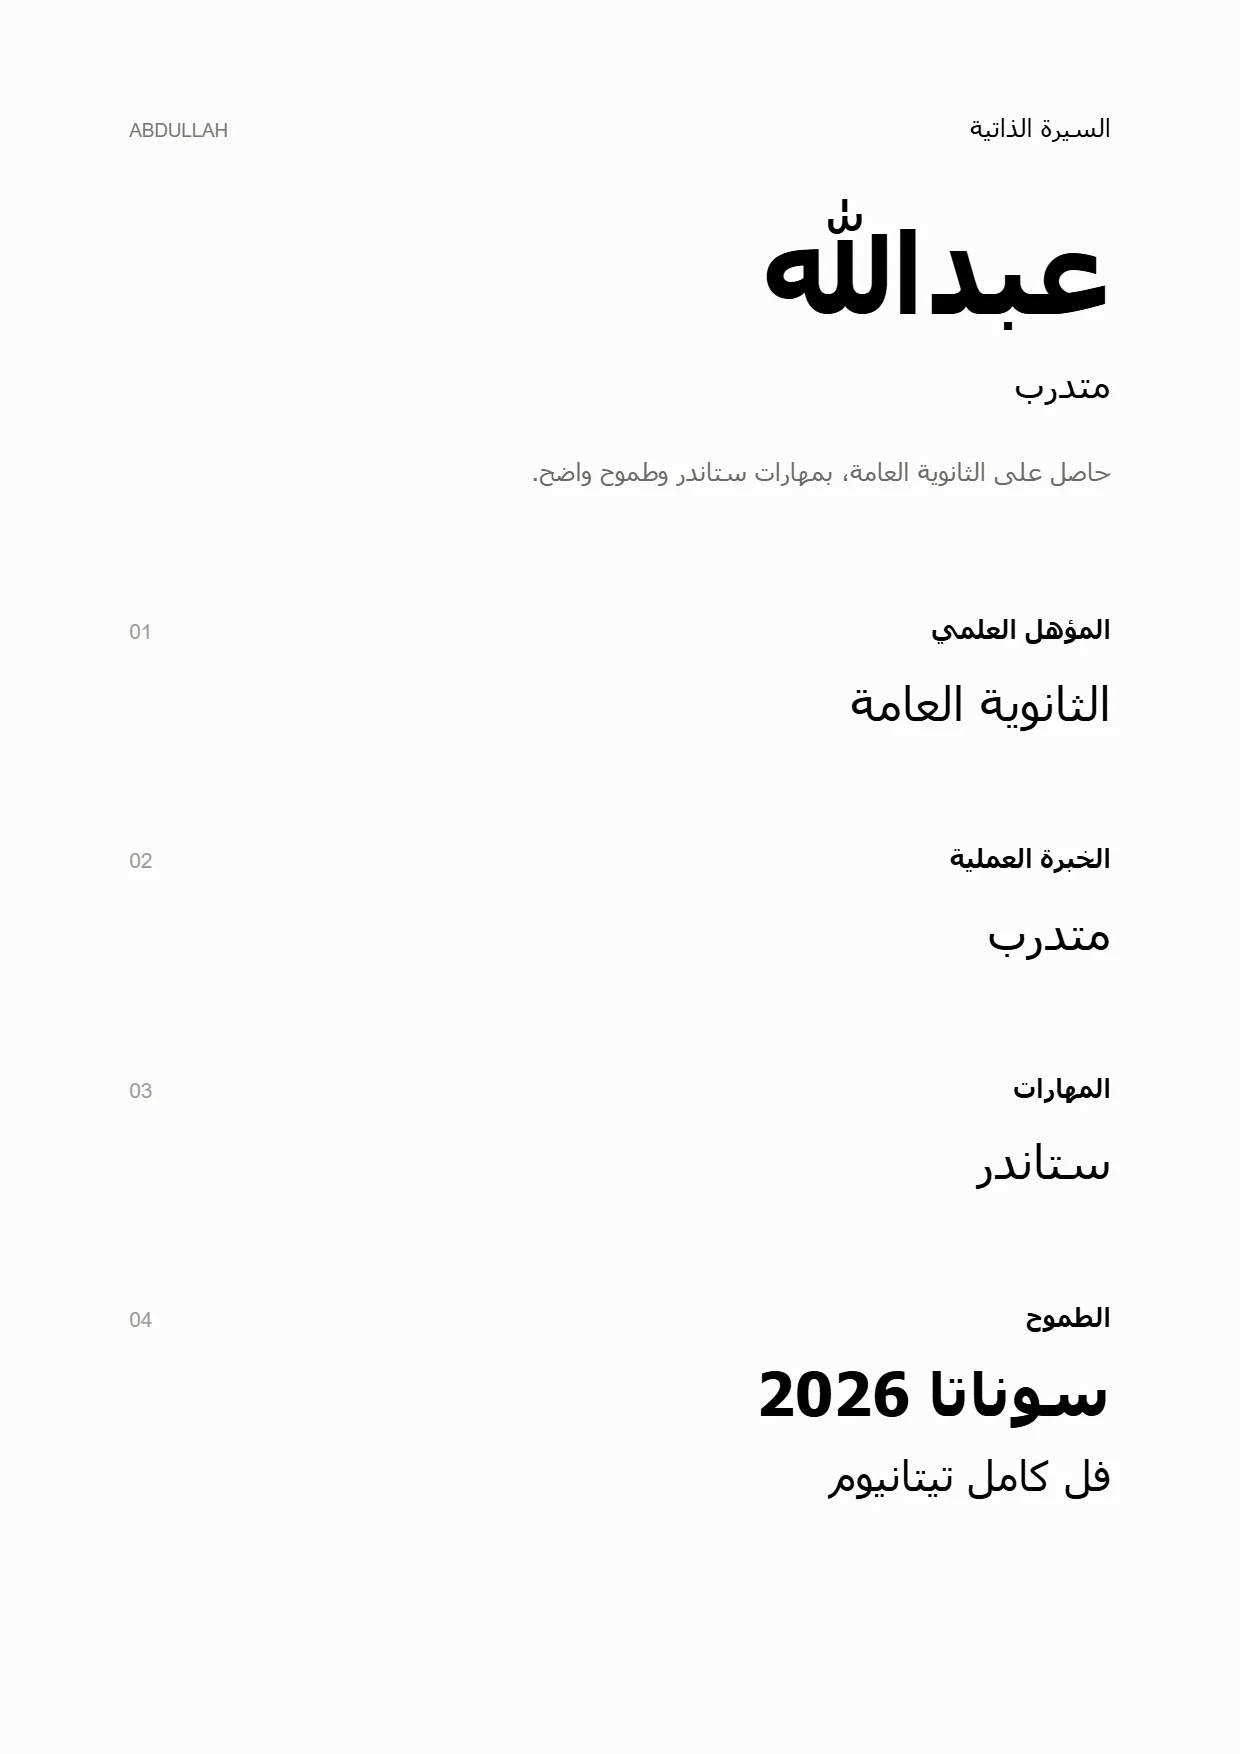 السيرة الذاتية
ABDULLAH
عبدالله
متدرب
حاصل على الثانوية العامة، بمهارات ستاندر وطموح واضح.
المؤهل العلمي
01
الثانوية العامة
الخبرة العملية
02
متدرب
المهارات
03
ستاندر
الطموح
04
سوناتا 2026
فل كامل تيتانيوم